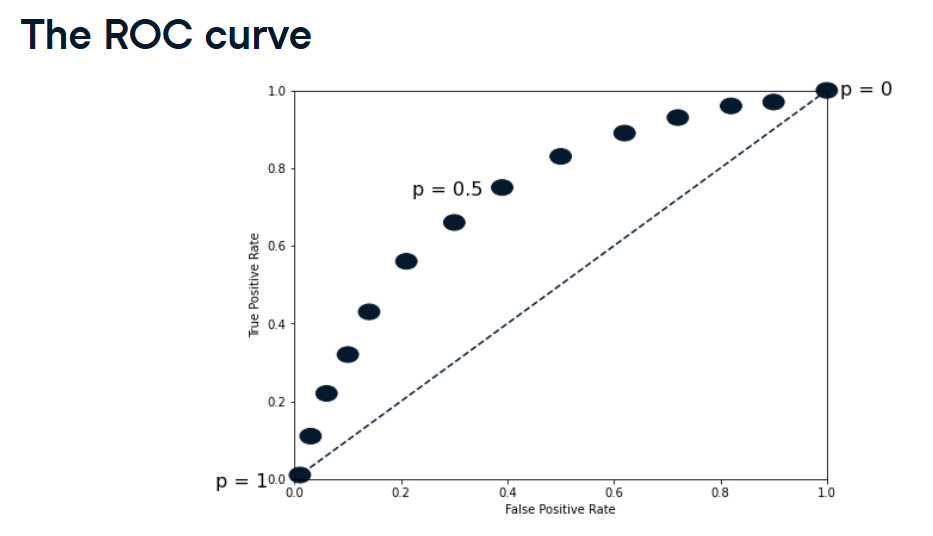 The ROC curve
1.0
p = 0
0.8
p = 0.5
0.6
True Positive Rate
0.4
0.2
p = 1
0.0
0.0 0.2 0.4 0.6 0.8 1.0
False Positive Rate